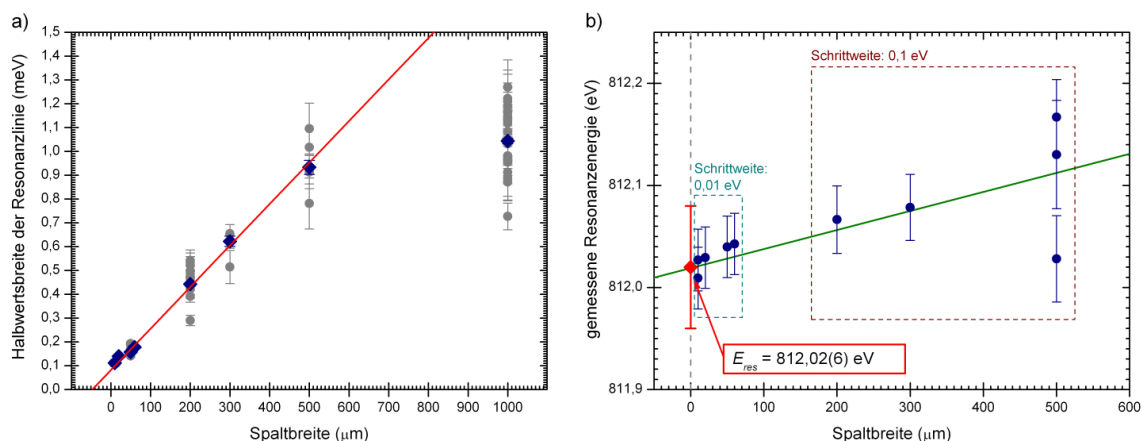 a)
Halbwertsbreite der Resonanzlinie (meV)
1,5
1,4
1,3
1,2
1,1
1,0
0,9
0,8
0,7
0,6
0,5
0,4
0,3
0,2
0,1
0,0
0 100 200 300 400 500 600 700 800 900 1000
Spaltbreite (µm)
b)
gemessene Resonanzenergie (eV)
812,2
812,1
812,0
811,9
Schrittweite: 0,1 eV
Schrittweite:
0,01 eV
E_res = 812,02(6) eV
0 100 200 300 400 500 600
Spaltbreite (µm)